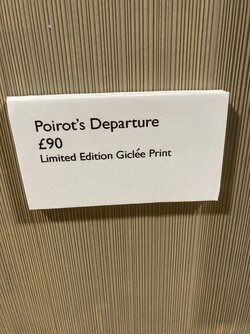 Poirot's Departure
£90
Limited Edition Giclée Print